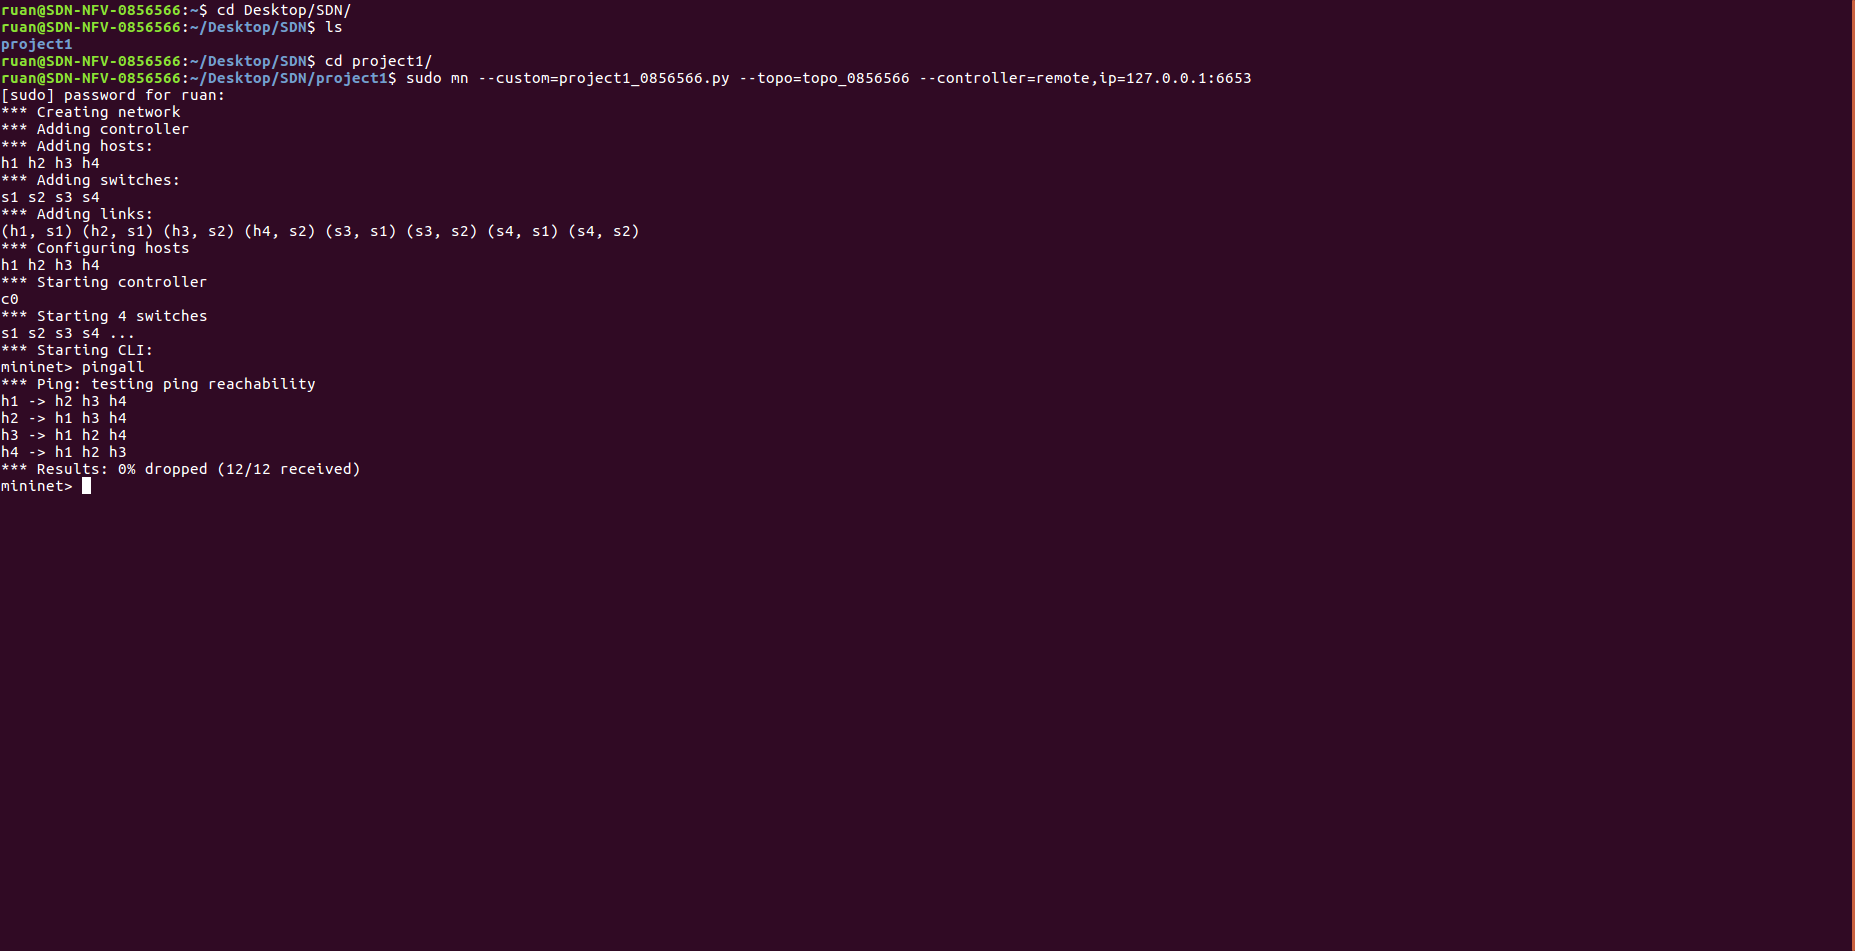 ruan@SDN-NFV-0856566:~$ cd Desktop/SDN/
ruan@SDN-NFV-0856566:~/Desktop/SDN$ ls
project1
ruan@SDN-NFV-0856566:~/Desktop/SDN$ cd project1/
ruan@SDN-NFV-0856566:~/Desktop/SDN/project1$ sudo mn --custom=project1_0856566.py --topo=topo_0856566 --controller=remote,ip=127.0.0.1:6653
[sudo] password for ruan:
*** Creating network
*** Adding controller
*** Adding hosts:
h1 h2 h3 h4
*** Adding switches:
s1 s2 s3 s4
*** Adding links:
(h1, s1) (h2, s1) (h3, s2) (h4, s2) (s3, s1) (s3, s2) (s4, s1) (s4, s2)
*** Configuring hosts
h1 h2 h3 h4
*** Starting controller
c0
*** Starting 4 switches
s1 s2 s3 s4 ...
*** Starting CLI:
mininet> pingall
*** Ping: testing ping reachability
h1 -> h2 h3 h4
h2 -> h1 h3 h4
h3 -> h1 h2 h4
h4 -> h1 h2 h3
*** Results: 0% dropped (12/12 received)
mininet>